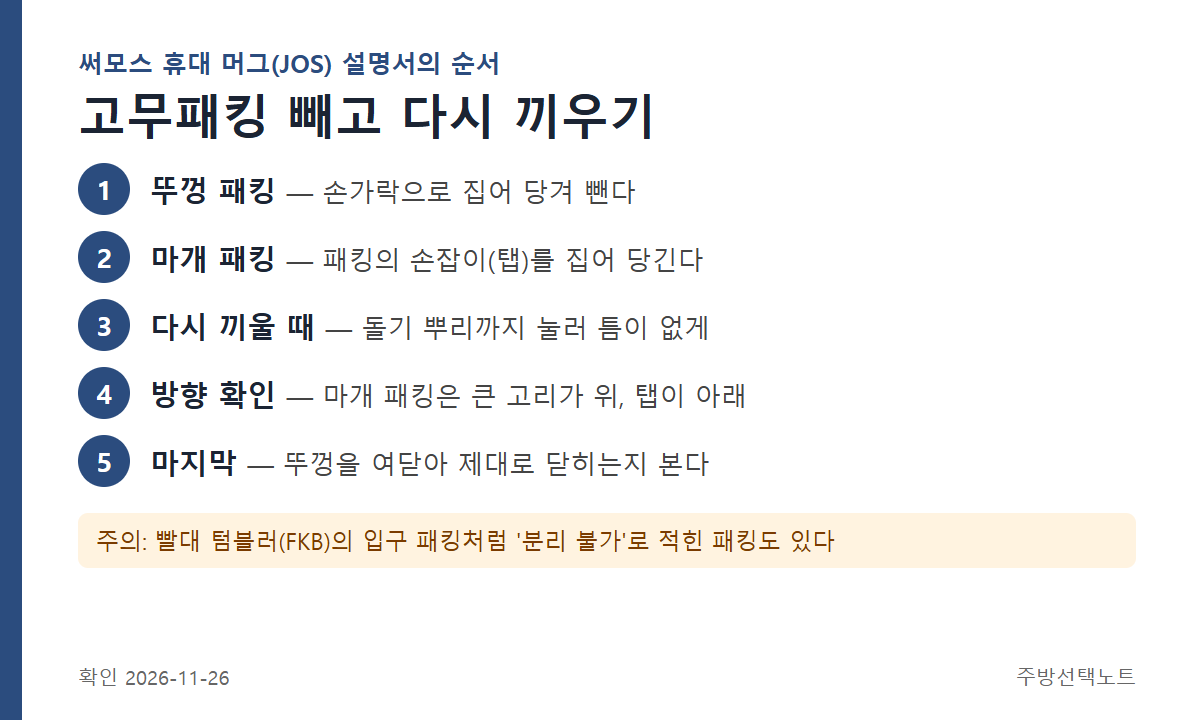 써모스 휴대 머그(JOS) 설명서의 순서
고무패킹 빼고 다시 끼우기
1 뚜껑 패킹 — 손가락으로 집어 당겨 뺀다
2 마개 패킹 — 패킹의 손잡이(탭)를 집어 당긴다
3 다시 끼울 때 — 돌기 뿌리까지 눌러 틈이 없게
4 방향 확인 — 마개 패킹은 큰 고리가 위, 탭이 아래
5 마지막 — 뚜껑을 여닫아 제대로 닫히는지 본다
주의: 빨대 텀블러(FKB)의 입구 패킹처럼 '분리 불가'로 적힌 패킹도 있다
확인 2026-11-26
주방선택노트